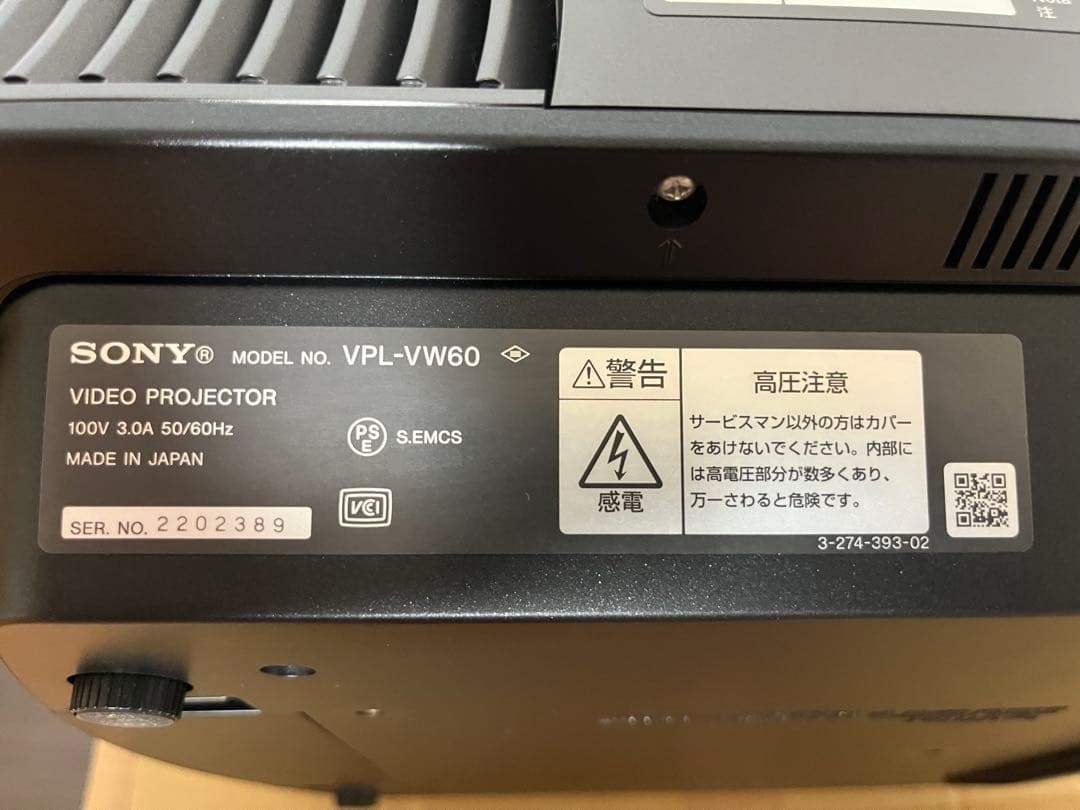 注
SONY® MODEL NO. VPL-VW60
VIDEO PROJECTOR
100V 3.0A 50/60Hz
MADE IN JAPAN
PSE S.EMCS
VCI
SER. NO. 2202389
警告
感電
高圧注意
サービスマン以外の方はカバー
をあけないでください。内部に
は高電圧部分が数多くあり、
万一さわると危険です。
3-274-393-02